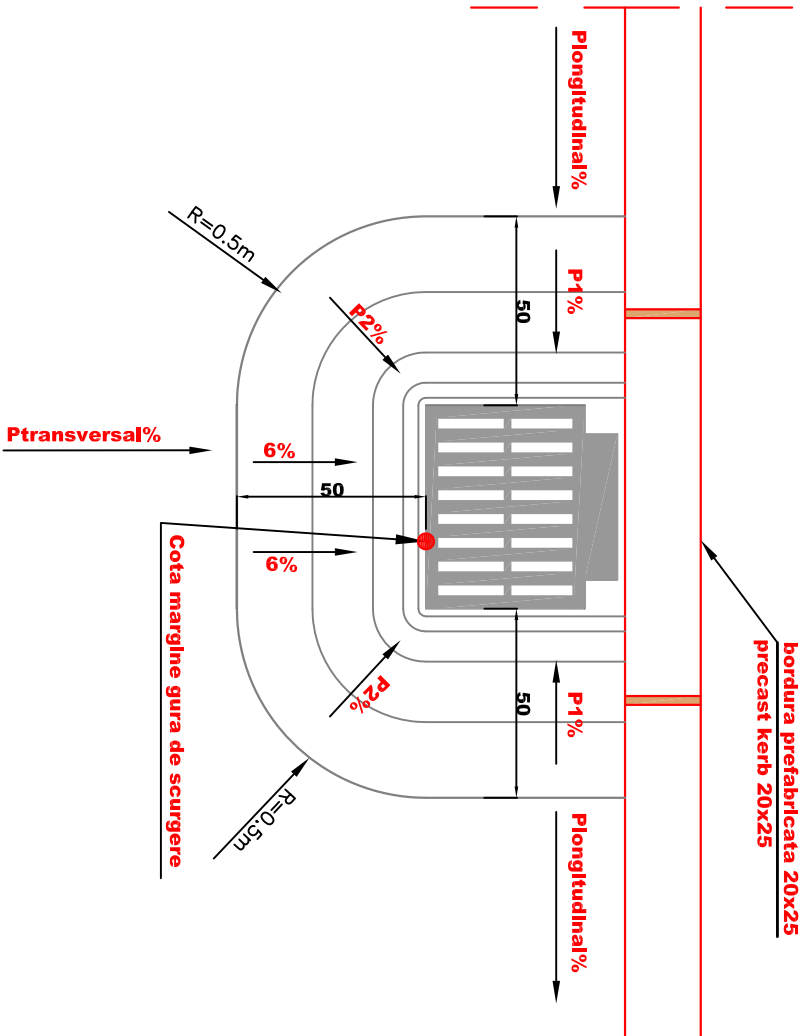 Plongitudinal%
R=0.5m
P1%
50
P2%
Ptransversal%
6%
50
6%
Cota margine gura de scurgere
P2%
50
P1%
R=0.5m
Plongitudinal%
bordura prefabricata 20x25
precast kerb 20x25